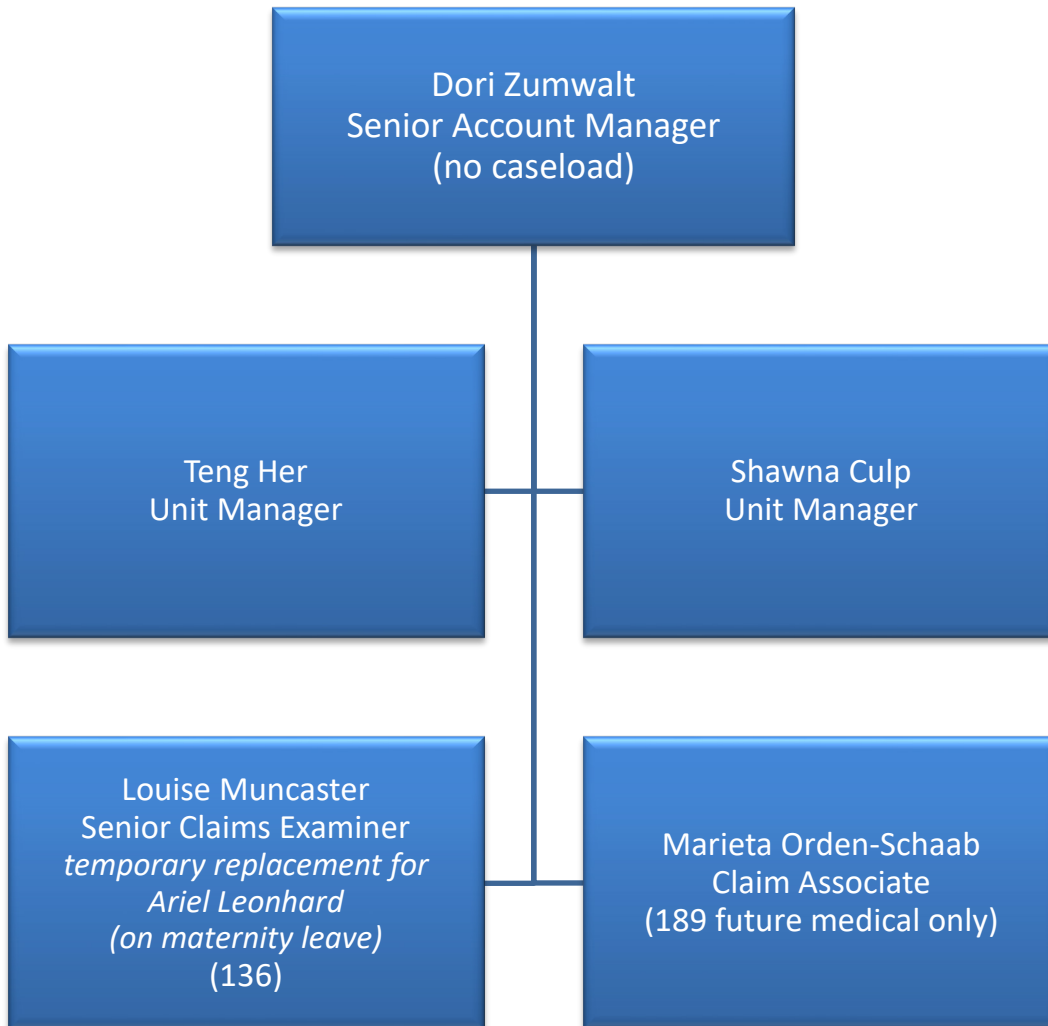 Dori Zumwalt
Senior Account Manager
(no caseload)
Teng Her
Unit Manager
Shawna Culp
Unit Manager
Louise Muncaster
Senior Claims Examiner
temporary replacement for
Ariel Leonhard
(on maternity leave)
(136)
Marieta Orden-Schaab
Claim Associate
(189 future medical only)